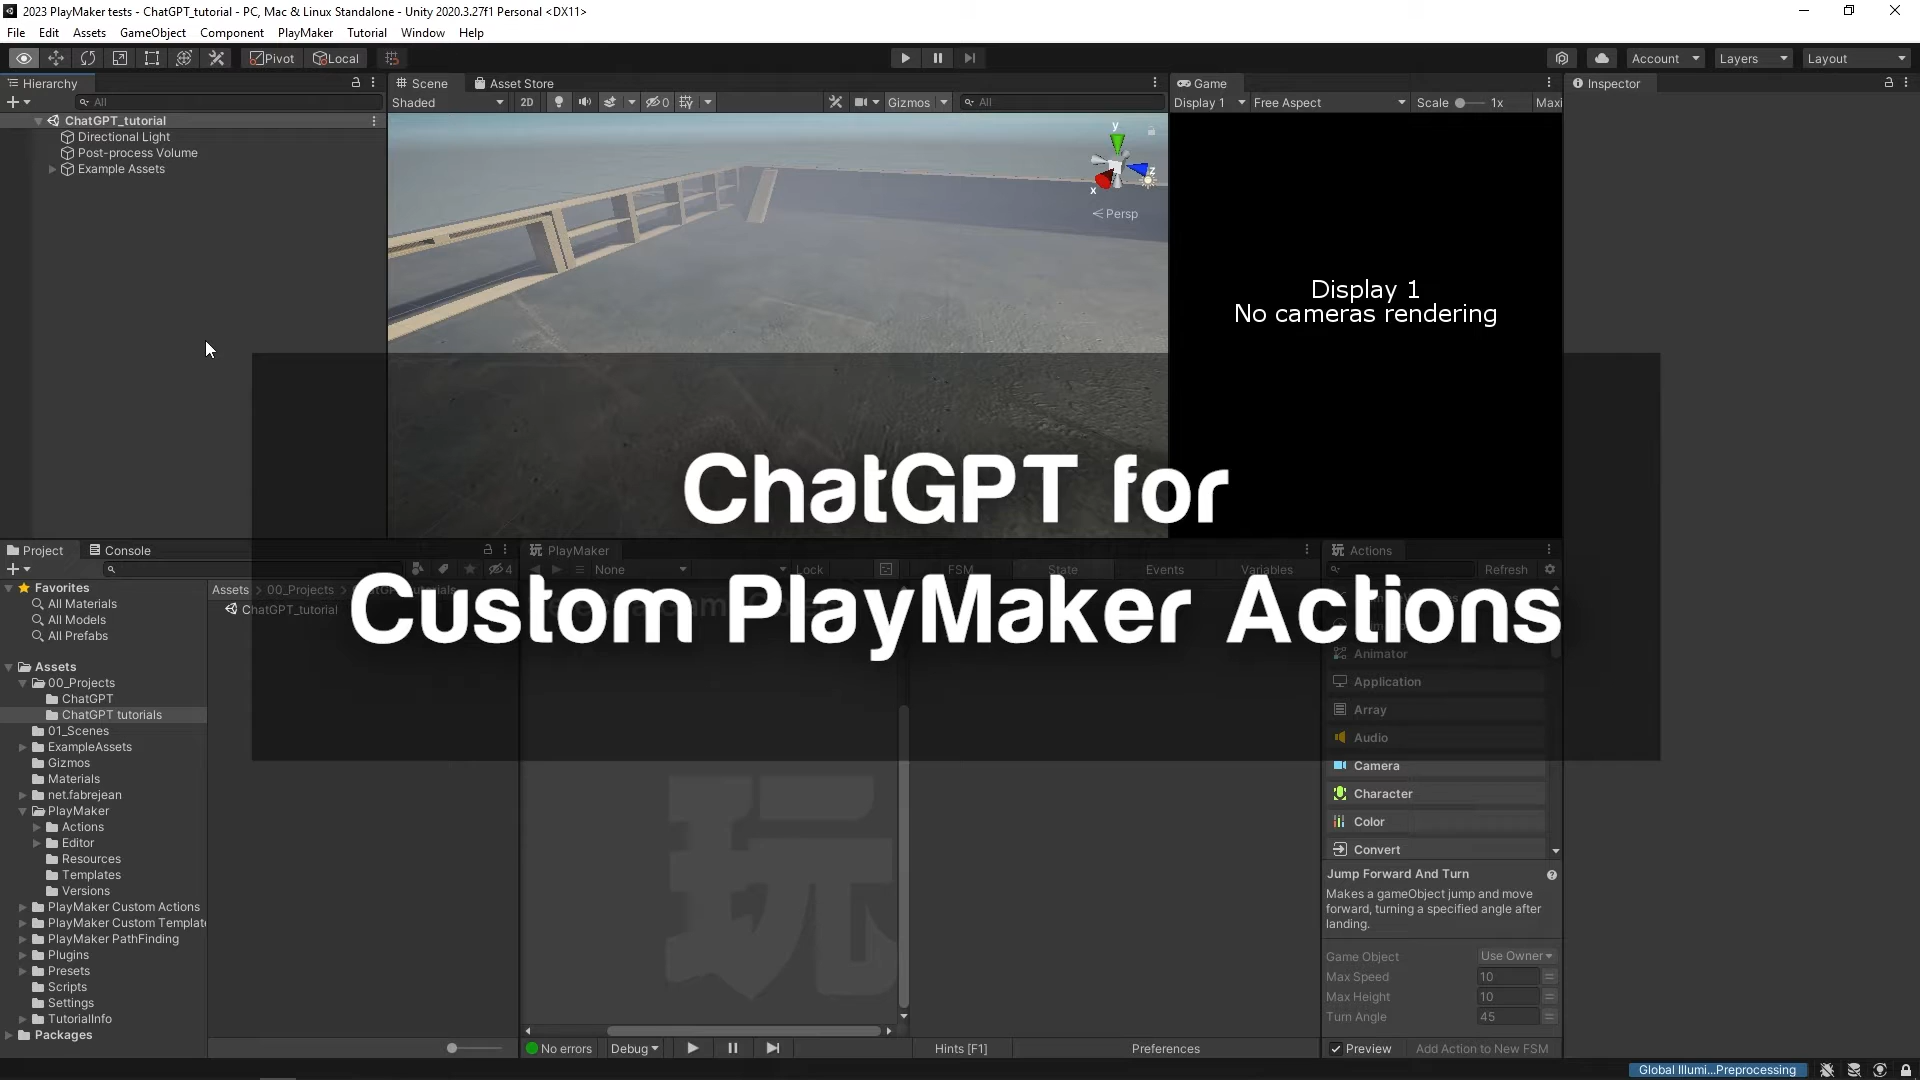 2023 PlayMaker tests - ChatGPT_tutorial - PC, Mac & Linux Standalone - Unity 2020.3.27f1 Personal <DX11>
File Edit Assets GameObject Component PlayMaker Tutorial Window Help
Pivot Local Account Layers Layout
Hierarchy
All
ChatGPT_tutorial
Directional Light
Post-process Volume
Example Assets
Scene Asset Store
Shaded 2D 0 Gizmos All
y
x
z
Persp
Game
Display 1 Free Aspect Scale 1x Maxi
Display 1
No cameras rendering
Inspector
ChatGPT for
Custom PlayMaker Actions
Project Console
4
Favorites
All Materials
All Models
All Prefabs
Assets
00_Projects
ChatGPT
ChatGPT tutorials
01_Scenes
ExampleAssets
Gizmos
Materials
net.fabrejean
PlayMaker
Actions
Editor
Resources
Templates
Versions
PlayMaker Custom Actions
PlayMaker Custom Template
PlayMaker PathFinding
Plugins
Presets
Scripts
Settings
TutorialInfo
Packages
Assets > 00_Projects >
ChatGPT_tutorial
PlayMaker
None Lock FSM State Events Variables
玩
No errors Debug Hints [F1] Preferences
Actions
Refresh
Animator
Application
Array
Audio
Camera
Character
Color
Convert
Jump Forward And Turn
Makes a gameObject jump and move
forward, turning a specified angle after
landing.
Game Object Use Owner
Max Speed 10
Max Height 10
Turn Angle 45
Preview Add Action to New FSM
Global Illumi...Preprocessing